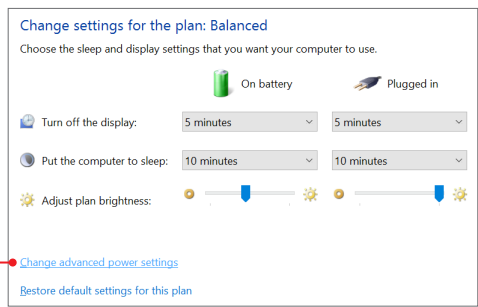 Change settings for the plan: Balanced
Choose the sleep and display settings that you want your computer to use.
On battery Plugged in
Turn off the display: 5 minutes 5 minutes
Put the computer to sleep: 10 minutes 10 minutes
Adjust plan brightness:
Change advanced power settings
Restore default settings for this plan